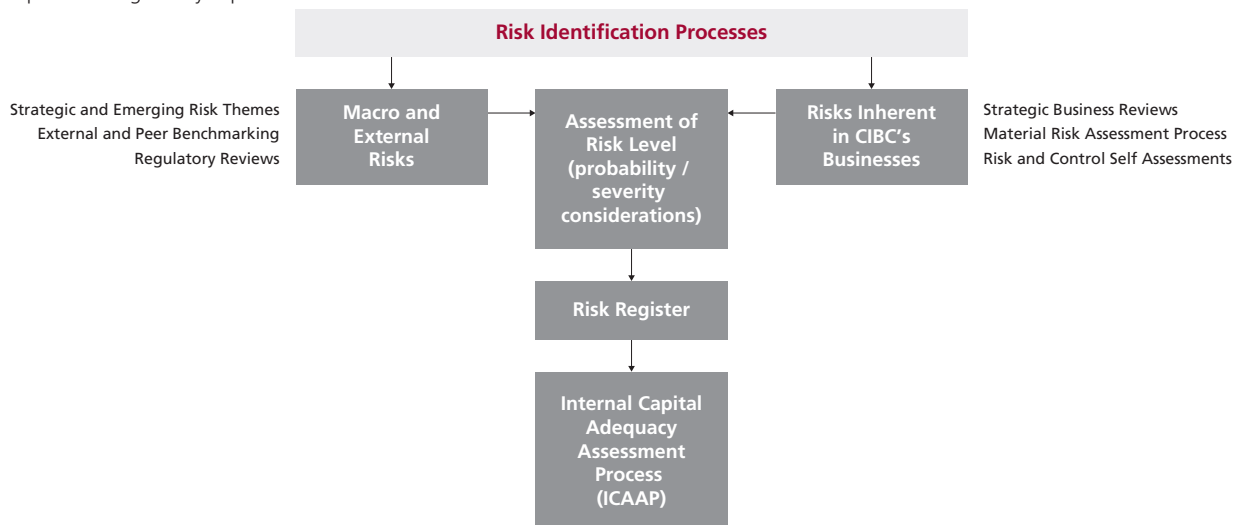 Risk Identification Processes
Strategic and Emerging Risk Themes
External and Peer Benchmarking
Regulatory Reviews
Macro and
External
Risks
Assessment of
Risk Level
(probability /
severity
considerations)
Risks Inherent
in CIBC's
Businesses
Strategic Business Reviews
Material Risk Assessment Process
Risk and Control Self Assessments
Risk Register
Internal Capital
Adequacy
Assessment
Process
(ICAAP)